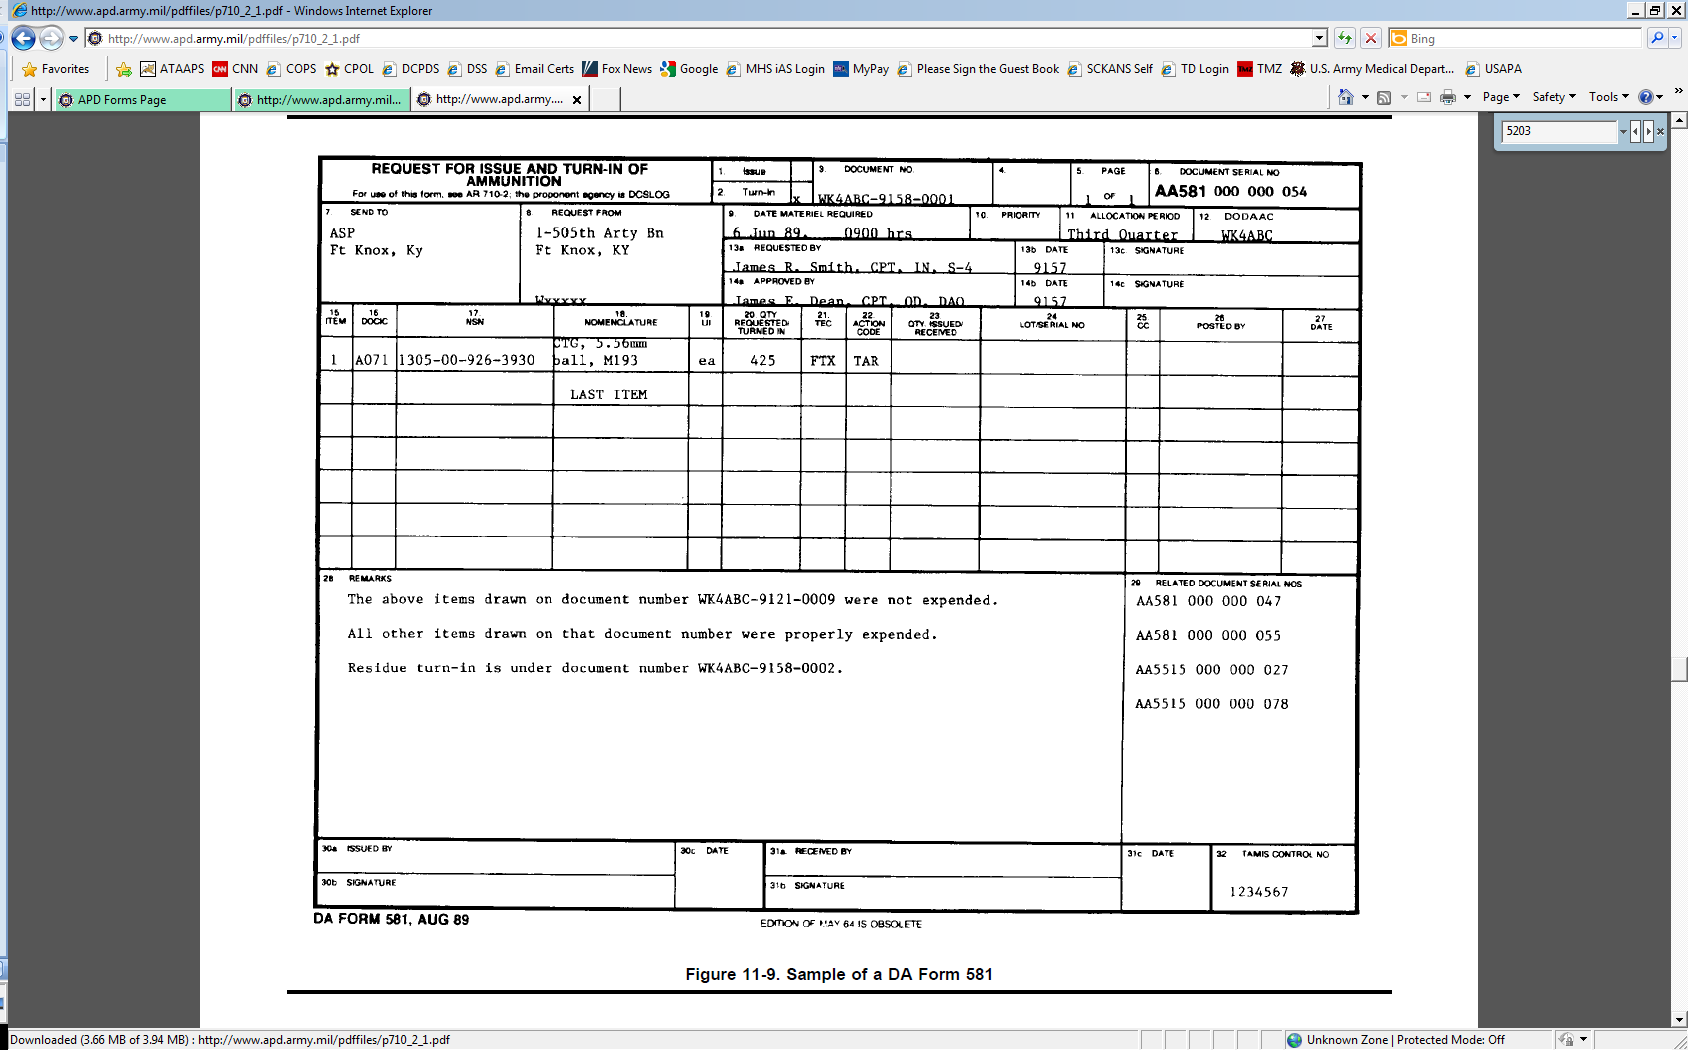 http://www.apd.army.mil/pdffiles/p710_2_1.pdf - Windows Internet Explorer
http://www.apd.army.mil/pdffiles/p710_2_1.pdf
Bing
Favorites ATAAPS CNN COPS CPOL DCPDS DSS Email Certs Fox News Google MHS iAS Login MyPay Please Sign the Guest Book SCKANS Self TD Login TMZ U.S. Army Medical Depart... USAPA
APD Forms Page http://www.apd.army.mil... http://www.apd.army.... Page Safety Tools
5203
REQUEST FOR ISSUE AND TURN-IN OF
AMMUNITION
For use of this form, see AR 710-2; the proponent agency is DCSLOG
1. Issue
2. Turn-in x
3. DOCUMENT NO.
WK4ABC-9158-0001
4.
5. PAGE
1 OF 1
6. DOCUMENT SERIAL NO
AA581 000 000 054
7. SEND TO
ASP
Ft Knox, Ky
8 REQUEST FROM
1-505th Arty Bn
Ft Knox, KY
Wxxxxx
9. DATE MATERIEL REQUIRED
6 Jun 89. 0900 hrs
10. PRIORITY
11 ALLOCATION PERIOD
Third Quarter
12. DODAAC
WK4ABC
13a REQUESTED BY
James R. Smith, CPT, IN, S-4
13b DATE
9157
13c SIGNATURE
14a APPROVED BY
James E. Dean, CPT, OD, DAO
14b DATE
9157
14c SIGNATURE
15 ITEM 16 DOCIC 17. NSN 18. NOMENCLATURE 19 UI 20. QTY REQUESTED/ TURNED IN 21. TEC 22. ACTION CODE 23. QTY. ISSUED/ RECEIVED 24 LOT/SERIAL NO 25 CC 26 POSTED BY 27 DATE
CTG, 5.56mm
1 A071 1305-00-926-3930 ball, M193 ea 425 FTX TAR
LAST ITEM
28 REMARKS
The above items drawn on document number WK4ABC-9121-0009 were not expended.
All other items drawn on that document number were properly expended.
Residue turn-in is under document number WK4ABC-9158-0002.
29 RELATED DOCUMENT SERIAL NOS
AA581 000 000 047
AA581 000 000 055
AA5515 000 000 027
AA5515 000 000 078
30a ISSUED BY
30b SIGNATURE
30c DATE
31a RECEIVED BY
31b SIGNATURE
31c DATE
32 TAMIS CONTROL NO
1234567
DA FORM 581, AUG 89
EDITION OF MAY 64 IS OBSOLETE
Figure 11-9. Sample of a DA Form 581
Downloaded (3.66 MB of 3.94 MB) : http://www.apd.army.mil/pdffiles/p710_2_1.pdf
Unknown Zone | Protected Mode: Off